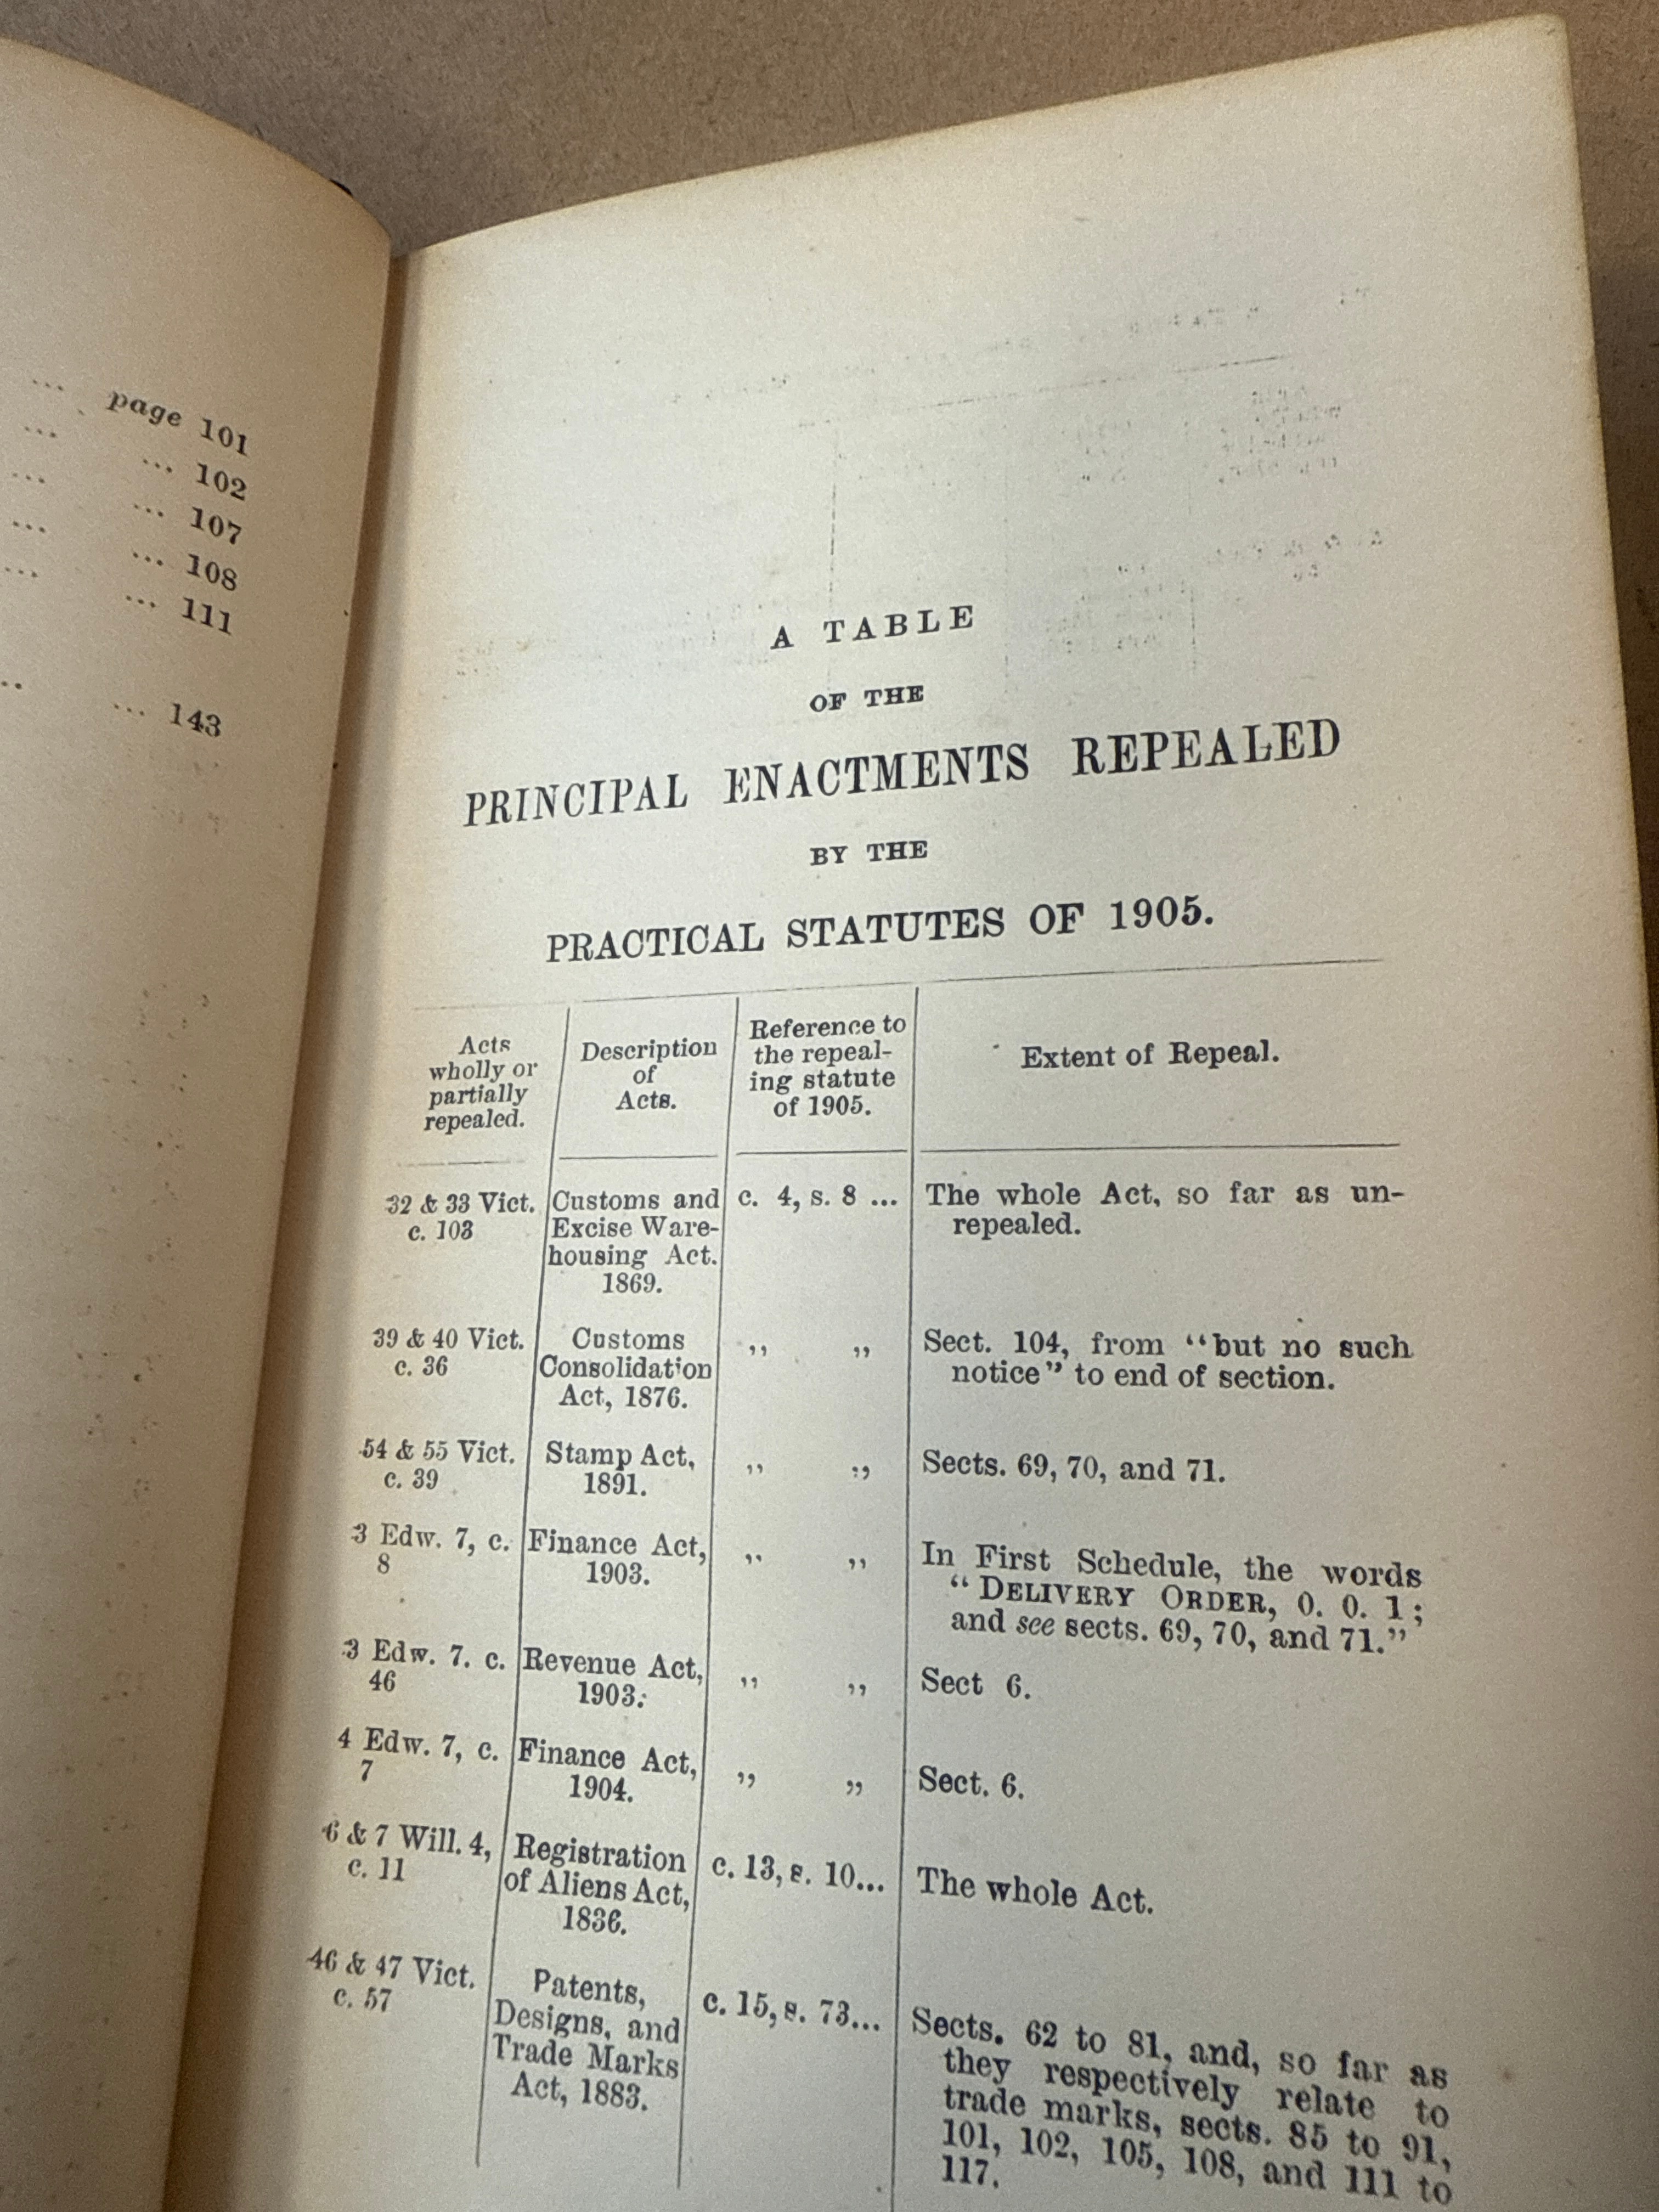 ... page 101
... ... 102
... ... 107
... ... 108
... ... 111
.. ... 143
A TABLE
OF THE
PRINCIPAL ENACTMENTS REPEALED
BY THE
PRACTICAL STATUTES OF 1905.
Acts
wholly or
partially
repealed.
Description
of
Acts.
Reference to
the repeal-
ing statute
of 1905.
Extent of Repeal.
32 & 33 Vict.
c. 103
Customs and
Excise Ware-
housing Act.
1869.
c. 4, s. 8 ...
The whole Act, so far as un-
repealed.
39 & 40 Vict.
c. 36
Customs
Consolidation
Act, 1876.
,, ,,
Sect. 104, from “but no such
notice” to end of section.
54 & 55 Vict.
c. 39
Stamp Act,
1891.
,, ,,
Sects. 69, 70, and 71.
3 Edw. 7, c.
8
Finance Act,
1903.
,, ,,
In First Schedule, the words
“DELIVERY ORDER, 0. 0. 1;
and see sects. 69, 70, and 71.”
3 Edw. 7. c.
46
Revenue Act,
1903.
,, ,,
Sect 6.
4 Edw. 7, c.
7
Finance Act,
1904.
,, ,,
Sect. 6.
6 & 7 Will. 4,
c. 11
Registration
of Aliens Act,
1836.
c. 13, s. 10...
The whole Act.
46 & 47 Vict.
c. 57
Patents,
Designs, and
Trade Marks
Act, 1883.
c. 15, s. 73...
Sects. 62 to 81, and, so far as
they respectively relate to
trade marks, sects. 85 to 91,
101, 102, 105, 108, and 111 to
117.